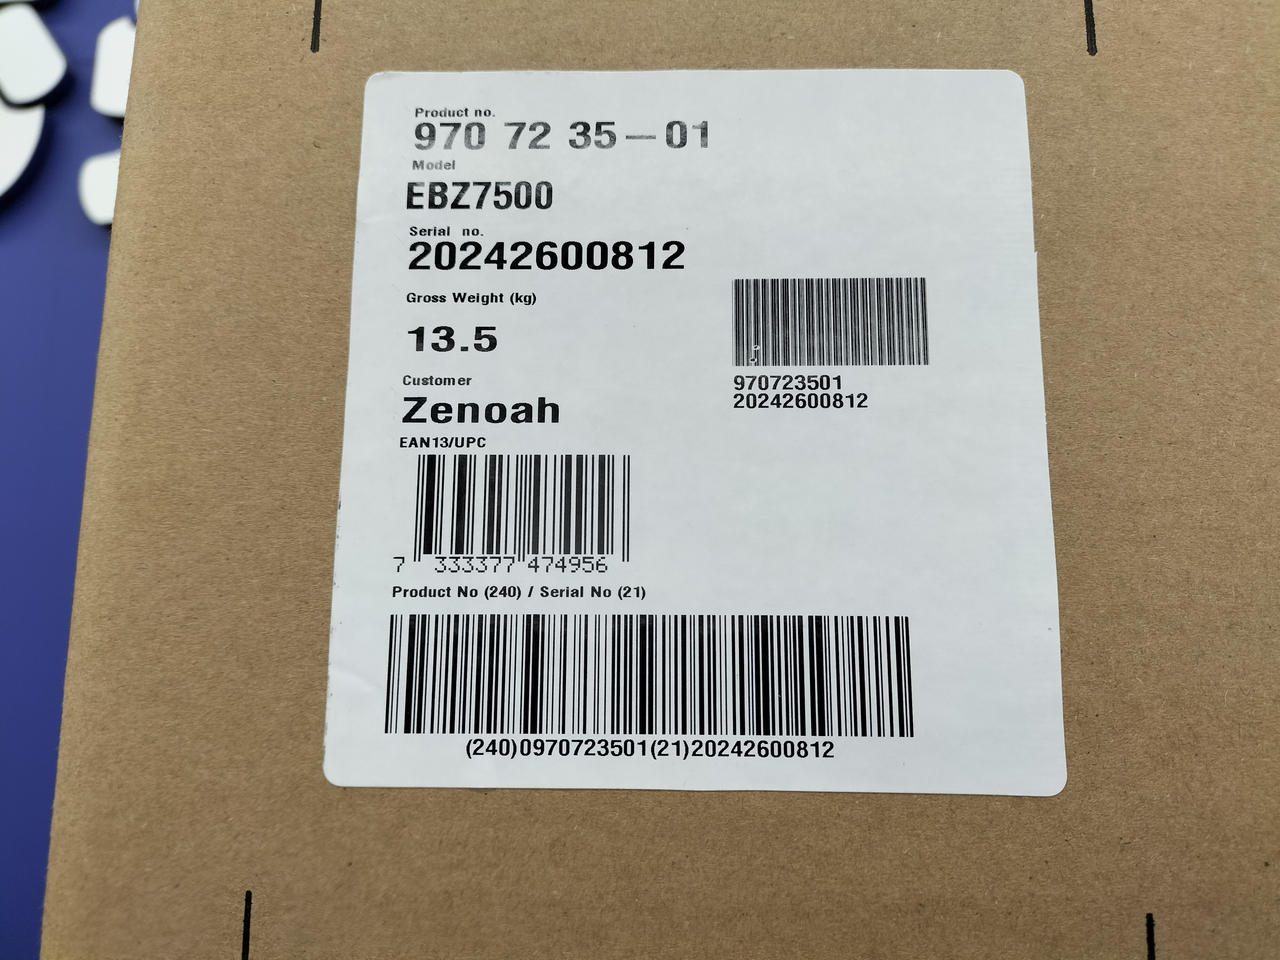 Product no.
970 72 35-01
Model
EBZ7500
Serial no.
20242600812
Gross Weight (kg)
13.5
970723501
20242600812
Customer
Zenoah
EAN13/UPC
7 333377 474956
Product No (240) / Serial No (21)
(240)0970723501(21)20242600812